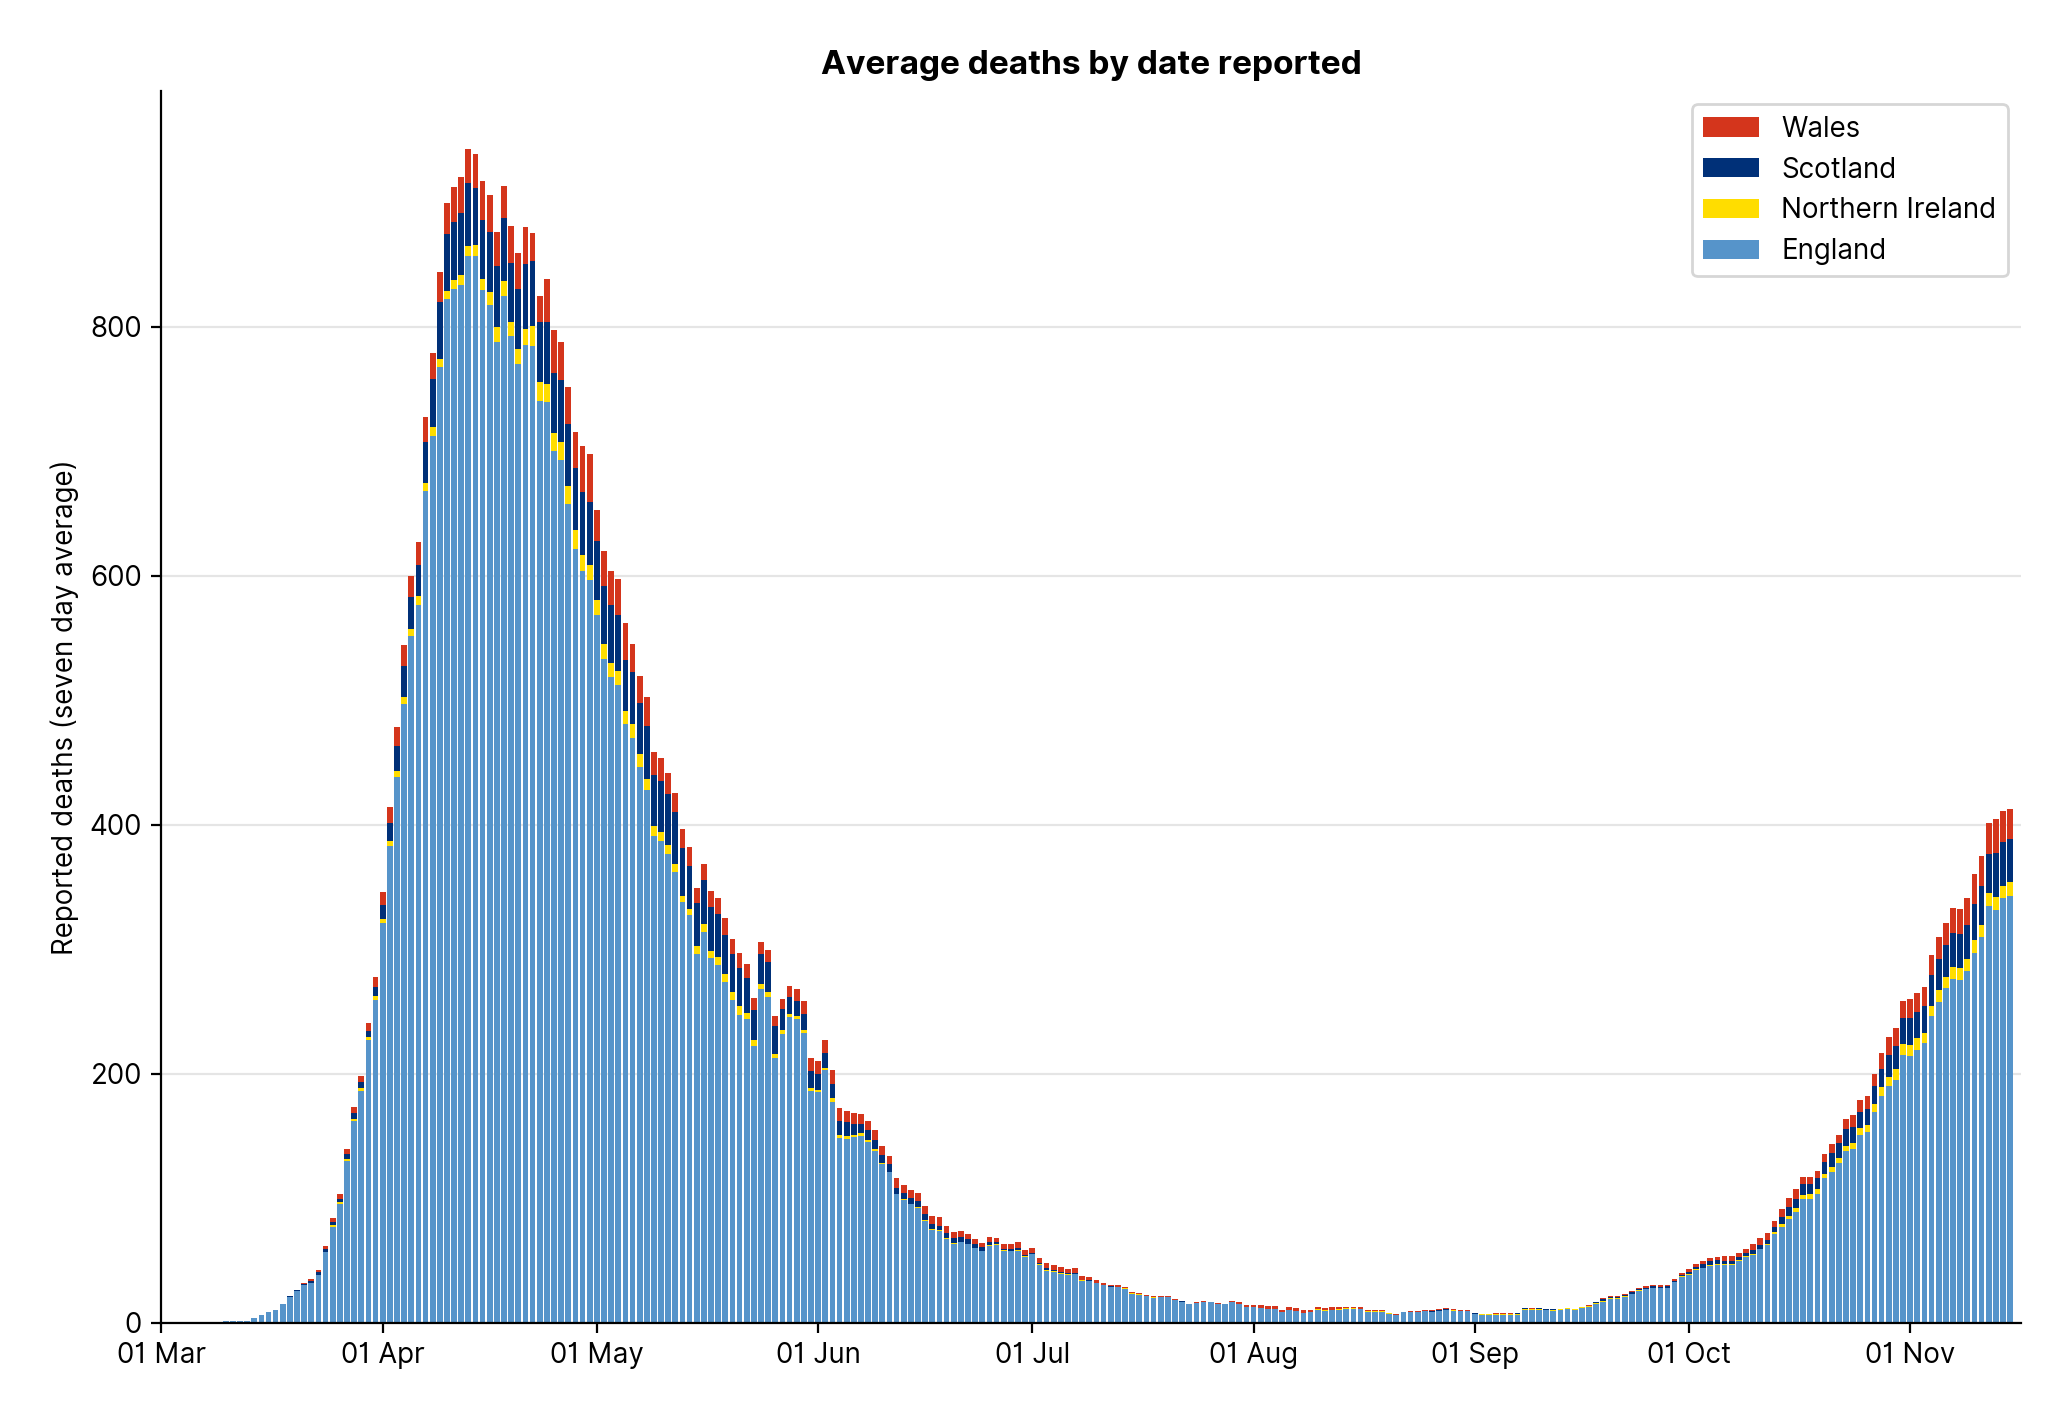 Average deaths by date reported
Wales
Scotland
Northern Ireland
England
Reported deaths (seven day average)
800
600
400
200
0
01 Mar
01 Apr
01 May
01 Jun
01 Jul
01 Aug
01 Sep
01 Oct
01 Nov